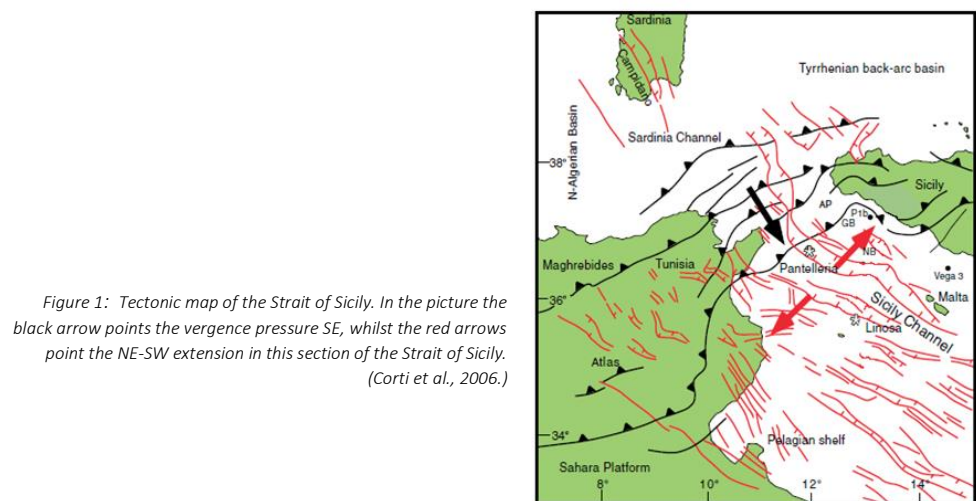 Figure 1: Tectonic map of the Strait of Sicily. In the picture the
black arrow points the vergence pressure SE, whilst the red arrows
point the NE-SW extension in this section of the Strait of Sicily.
(Corti et al., 2006.)
Sardinia
Campidano
Tyrrhenian back-arc basin
N-Algerian Basin
Sardinia Channel
38°
Sicily
AP
P1b
GB
NB
Maghrebides
Tunisia
Pantelleria
Vega 3
36°
Malta
Sicily Channel
Linosa
Atlas
34°
Pelagian shelf
Sahara Platform
8°
10°
12°
14°